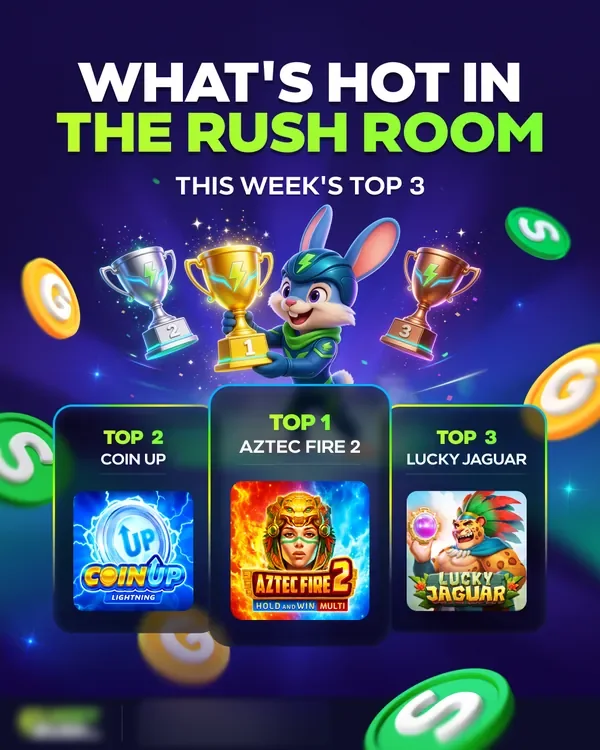 WHAT'S HOT IN
THE RUSH ROOM
THIS WEEK'S TOP 3
2
1
3
G
S
G
S
TOP 2
COIN UP
TOP 1
AZTEC FIRE 2
TOP 3
LUCKY JAGUAR
UP
COIN UP
LIGHTNING
AZTEC FIRE 2
HOLD AND WIN MULTI
LUCKY
JAGUAR
G
S